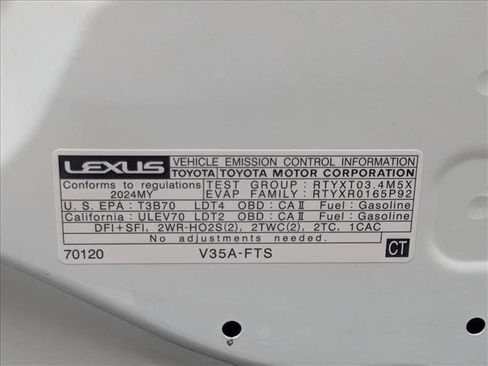 LEXUS VEHICLE EMISSION CONTROL INFORMATION
TOYOTA TOYOTA MOTOR CORPORATION
Conforms to regulations TEST GROUP : RTYXT03.4M5X
2024MY EVAP FAMILY : RTYXR0165P92
U. S. EPA : T3B70 LDT4 OBD : CA II Fuel : Gasoline
California : ULEV70 LDT2 OBD : CA II Fuel : Gasoline
DFI+SFI, 2WR-HO2S(2), 2TWC(2), 2TC, 1CAC
No adjustments needed.
70120 V35A-FTS CT